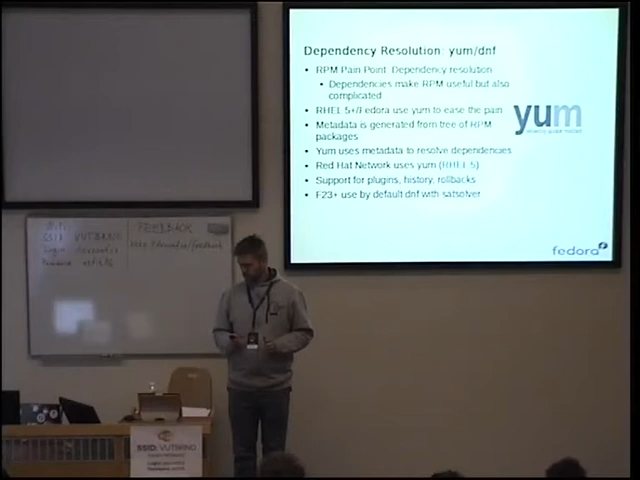 Dependency Resolution: yum/dnf
• RPM Pain Point: Dependency resolution
• Dependencies make RPM useful but also
complicated
• RHEL 5+/Fedora use yum to ease the pain
• Metadata is generated from tree of RPM
packages
• Yum uses metadata to resolve dependencies
• Red Hat Network uses yum (RHEL 5)
• Support for plugins, history, rollbacks
• F23+ use by default dnf with satsolver
yum
fedora
FEEDBACK
SSID VUTBRNO
SSID: VUTBRNO